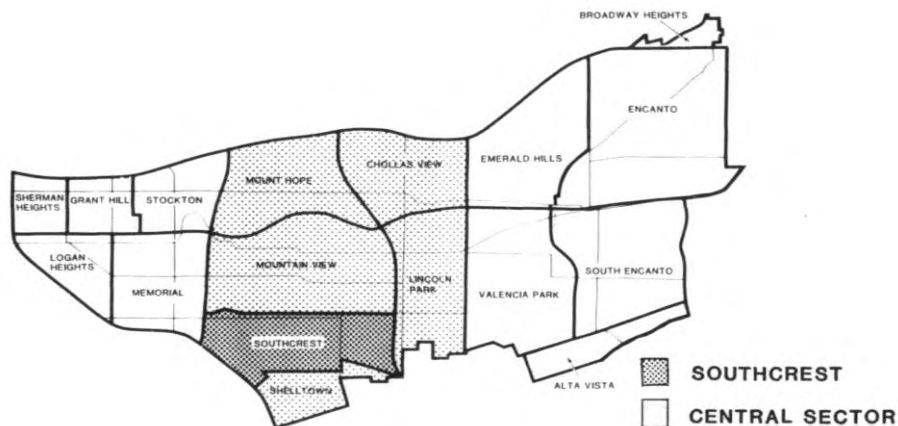 BROADWAY HEIGHTS
ENCANTO
CHOLLAS VIEW
EMERALD HILLS
MOUNT HOPE
SHERMAN
HEIGHTS
GRANT HILL
STOCKTON
LOGAN
HEIGHTS
MOUNTAIN VIEW
LINCOLN
PARK
SOUTH ENCANTO
MEMORIAL
VALENCIA PARK
SOUTHCREST
SHELLTOWN
ALTA VISTA
SOUTHCREST
CENTRAL SECTOR